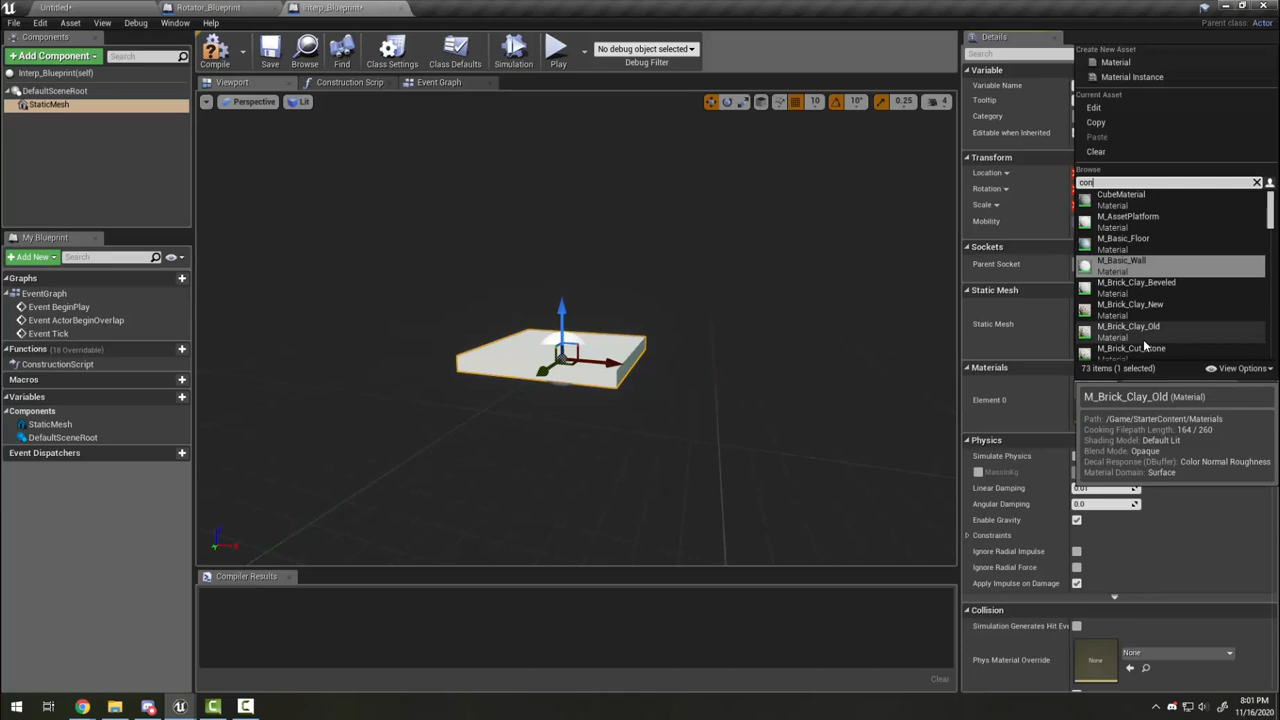 Untitled*
Rotator_Blueprint
Interp_Blueprint*
File Edit Asset View Debug Window Help
Parent class: Actor
Components
+ Add Component
Search
Interp_Blueprint(self)
DefaultSceneRoot
StaticMesh
Compile
Save
Browse
Find
Class Settings
Class Defaults
Simulation
Play
No debug object selected
Debug Filter
Viewport
Construction Scrip
Event Graph
Perspective
Lit
10
10°
0.25
4
My Blueprint
+ Add New
Search
Graphs
EventGraph
Event BeginPlay
Event ActorBeginOverlap
Event Tick
Functions (18 Overridable)
ConstructionScript
Macros
Variables
Components
StaticMesh
DefaultSceneRoot
Event Dispatchers
Compiler Results
Clear
Details
Search
Variable
Variable Name
Tooltip
Category
Editable when Inherited
Transform
Location
Rotation
Scale
Mobility
Sockets
Parent Socket
Static Mesh
Static Mesh
Materials
Element 0
Physics
Simulate Physics
MassInKg
Linear Damping
0.01
Angular Damping
0.0
Enable Gravity
Constraints
Ignore Radial Impulse
Ignore Radial Force
Apply Impulse on Damage
Collision
Simulation Generates Hit Eve
Phys Material Override
None
None
Create New Asset
Material
Material Instance
Current Asset
Edit
Copy
Paste
Clear
Browse
con
CubeMaterial
Material
M_AssetPlatform
Material
M_Basic_Floor
Material
M_Basic_Wall
Material
M_Brick_Clay_Beveled
Material
M_Brick_Clay_New
Material
M_Brick_Clay_Old
Material
M_Brick_Cut_Stone
Material
73 items (1 selected)
View Options
M_Brick_Clay_Old (Material)
Path: /Game/StarterContent/Materials
Cooking Filepath Length: 164 / 260
Shading Model: Default Lit
Blend Mode: Opaque
Decal Response (DBuffer): Color Normal Roughness
Material Domain: Surface
8:01 PM
11/16/2020